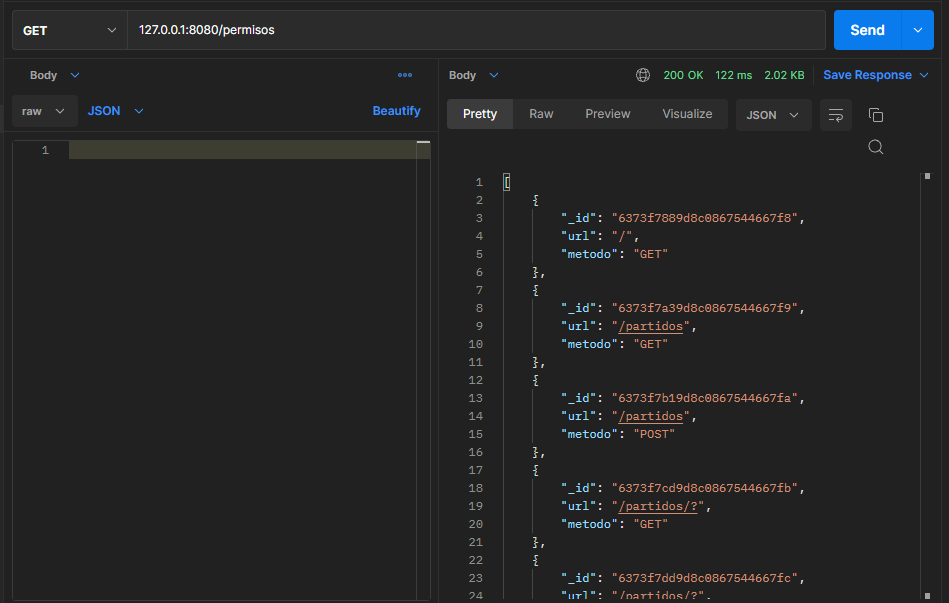 GET 127.0.0.1:8080/permisos Send
Body Body 200 OK 122 ms 2.02 KB Save Response
raw JSON Beautify
Pretty Raw Preview Visualize JSON
1
1 [
2 {
3 "_id": "6373f7889d8c0867544667f8",
4 "url": "/",
5 "metodo": "GET"
6 },
7 {
8 "_id": "6373f7a39d8c0867544667f9",
9 "url": "/partidos",
10 "metodo": "GET"
11 },
12 {
13 "_id": "6373f7b19d8c0867544667fa",
14 "url": "/partidos",
15 "metodo": "POST"
16 },
17 {
18 "_id": "6373f7cd9d8c0867544667fb",
19 "url": "/partidos/?",
20 "metodo": "GET"
21 },
22 {
23 "_id": "6373f7dd9d8c0867544667fc",
24 "url": "/partidos/?",